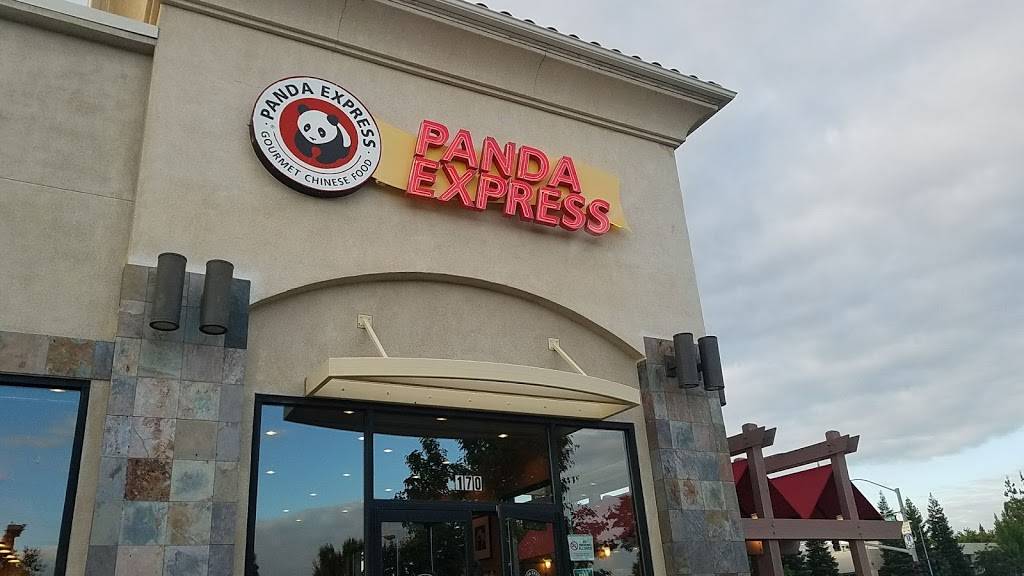 PANDA EXPRESS
GOURMET CHINESE FOOD
PANDA
EXPRESS
170